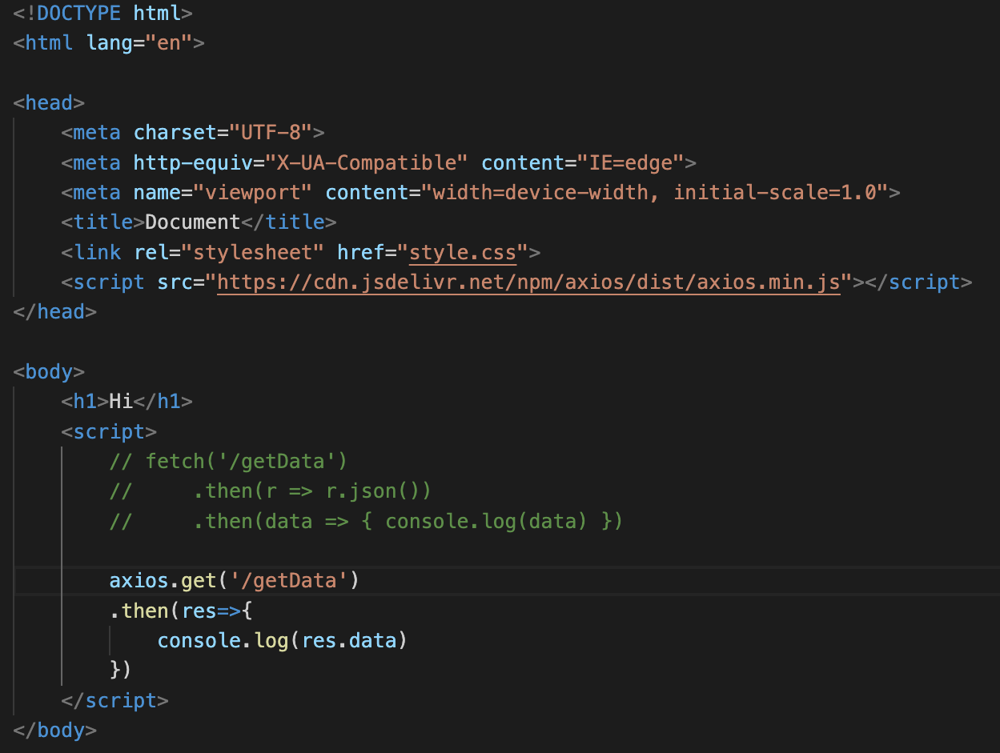 <!DOCTYPE html>
<html lang="en">
<head>
<meta charset="UTF-8">
<meta http-equiv="X-UA-Compatible" content="IE=edge">
<meta name="viewport" content="width=device-width, initial-scale=1.0">
<title>Document</title>
<link rel="stylesheet" href="style.css">
<script src="https://cdn.jsdelivr.net/npm/axios/dist/axios.min.js"></script>
</head>
<body>
<h1>Hi</h1>
<script>
// fetch('/getData')
//     .then(r => r.json())
//     .then(data => { console.log(data) })
axios.get('/getData')
.then(res=>{
console.log(res.data)
})
</script>
</body>